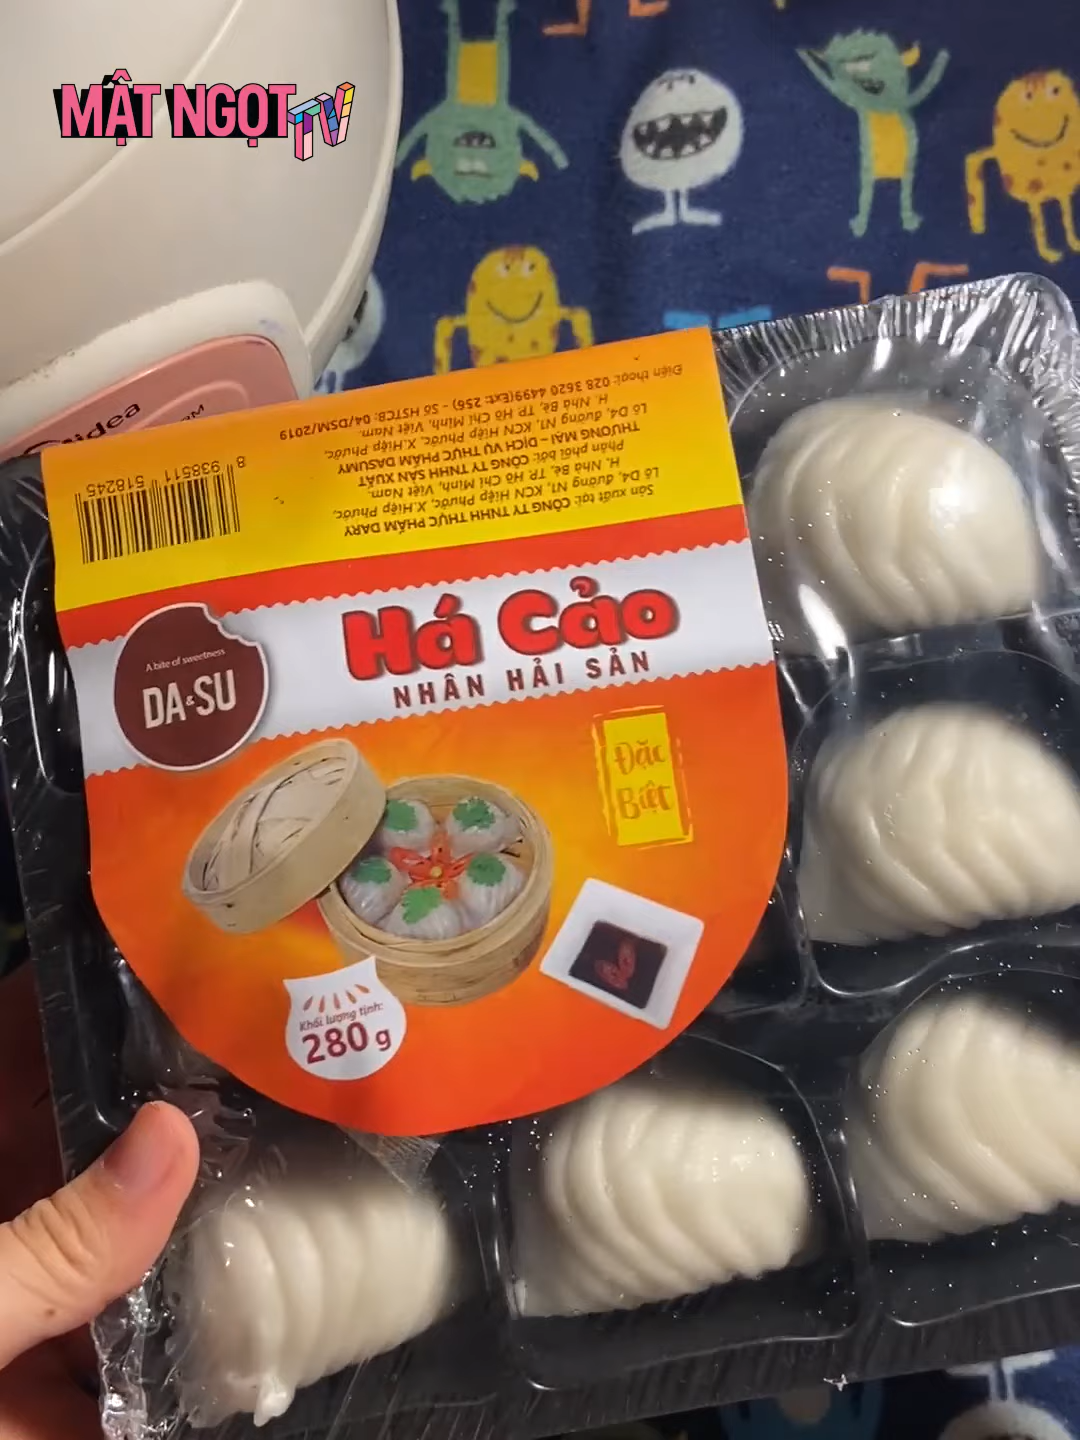 MẬT NGỌT TV
Midea
Điện thoại: 028 3620 4499(Ext: 256) - Số HSTCB: 04/DSM/2019
H. Nhà Bè, TP. Hồ Chí Minh, Việt Nam.
Lô D4, đường N1, KCN Hiệp Phước, X.Hiệp Phước,
THƯƠNG MẠI – DỊCH VỤ THỰC PHẨM DASUMY
Phân phối bởi: CÔNG TY TNHH SẢN XUẤT
H. Nhà Bè, TP. Hồ Chí Minh, Việt Nam.
Lô D4, đường N1, KCN Hiệp Phước, X.Hiệp Phước,
Sản xuất tại: CÔNG TY TNHH THỰC PHẨM DARY
8 938511 518245
Há Cảo
NHÂN HẢI SẢN
A bite of sweetness
DA&SU
Đặc
Biệt
Khối lượng tịnh:
280 g